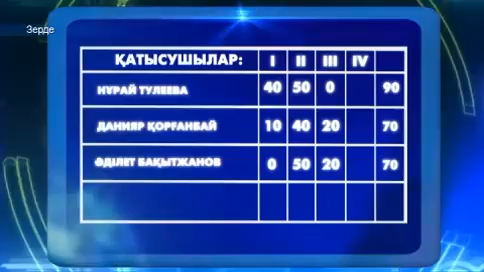 Зерде
ҚАТЫСУШЫЛАР: I II III IV
НҰРАЙ ТУЛЕЕВА 40 50 0 90
ДАНИЯР ҚОРҒАНБАЙ 10 40 20 70
ӘДІЛЕТ БАҚЫТЖАНОВ 0 50 20 70